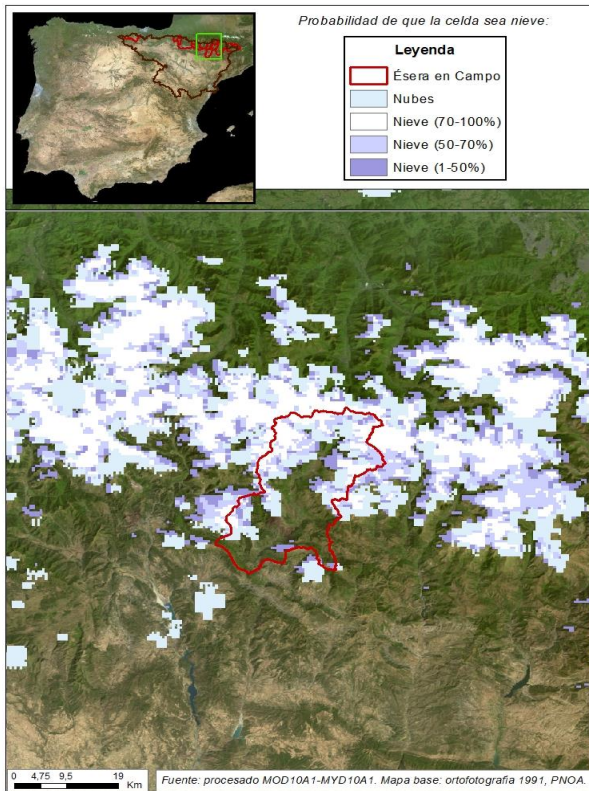 Probabilidad de que la celda sea nieve:
Leyenda
Ésera en Campo
Nubes
Nieve (70-100%)
Nieve (50-70%)
Nieve (1-50%)
0 4,75 9,5 19
Km
Fuente: procesado MOD10A1-MYD10A1. Mapa base: ortofotografia 1991, PNOA.